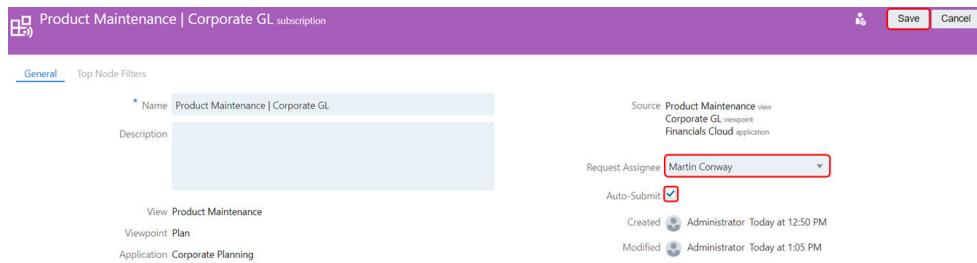 Product Maintenance | Corporate GL subscription
Save
Cancel
General
Top Node Filters
* Name
Product Maintenance | Corporate GL
Description
View Product Maintenance
Viewpoint Plan
Application Corporate Planning
Source Product Maintenance view
Corporate GL viewpoint
Financials Cloud application
Request Assignee Martin Conway
Auto-Submit
Created Administrator Today at 12:50 PM
Modified Administrator Today at 1:05 PM